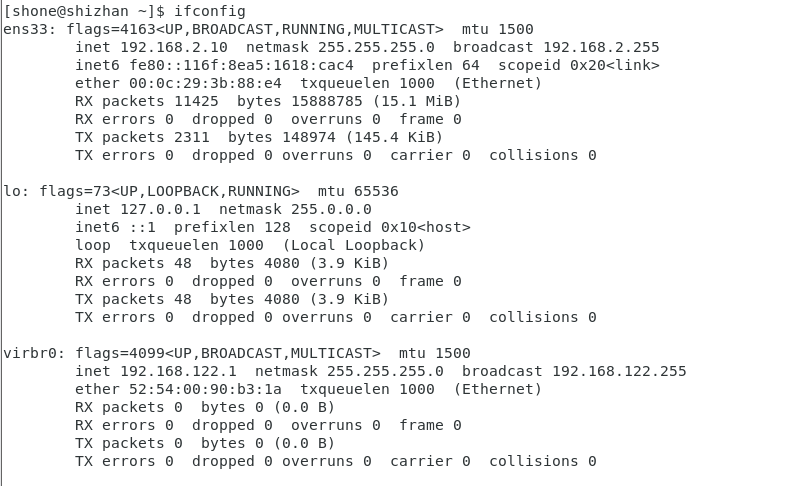 [shone@shizhan ~]$ ifconfig
ens33: flags=4163<UP,BROADCAST,RUNNING,MULTICAST>  mtu 1500
        inet 192.168.2.10  netmask 255.255.255.0  broadcast 192.168.2.255
        inet6 fe80::116f:8ea5:1618:cac4  prefixlen 64  scopeid 0x20<link>
        ether 00:0c:29:3b:88:e4  txqueuelen 1000  (Ethernet)
        RX packets 11425  bytes 15888785 (15.1 MiB)
        RX errors 0  dropped 0  overruns 0  frame 0
        TX packets 2311  bytes 148974 (145.4 KiB)
        TX errors 0  dropped 0 overruns 0  carrier 0  collisions 0

lo: flags=73<UP,LOOPBACK,RUNNING>  mtu 65536
        inet 127.0.0.1  netmask 255.0.0.0
        inet6 ::1  prefixlen 128  scopeid 0x10<host>
        loop  txqueuelen 1000  (Local Loopback)
        RX packets 48  bytes 4080 (3.9 KiB)
        RX errors 0  dropped 0  overruns 0  frame 0
        TX packets 48  bytes 4080 (3.9 KiB)
        TX errors 0  dropped 0 overruns 0  carrier 0  collisions 0

virbr0: flags=4099<UP,BROADCAST,MULTICAST>  mtu 1500
        inet 192.168.122.1  netmask 255.255.255.0  broadcast 192.168.122.255
        ether 52:54:00:90:b3:1a  txqueuelen 1000  (Ethernet)
        RX packets 0  bytes 0 (0.0 B)
        RX errors 0  dropped 0  overruns 0  frame 0
        TX packets 0  bytes 0 (0.0 B)
        TX errors 0  dropped 0 overruns 0  carrier 0  collisions 0